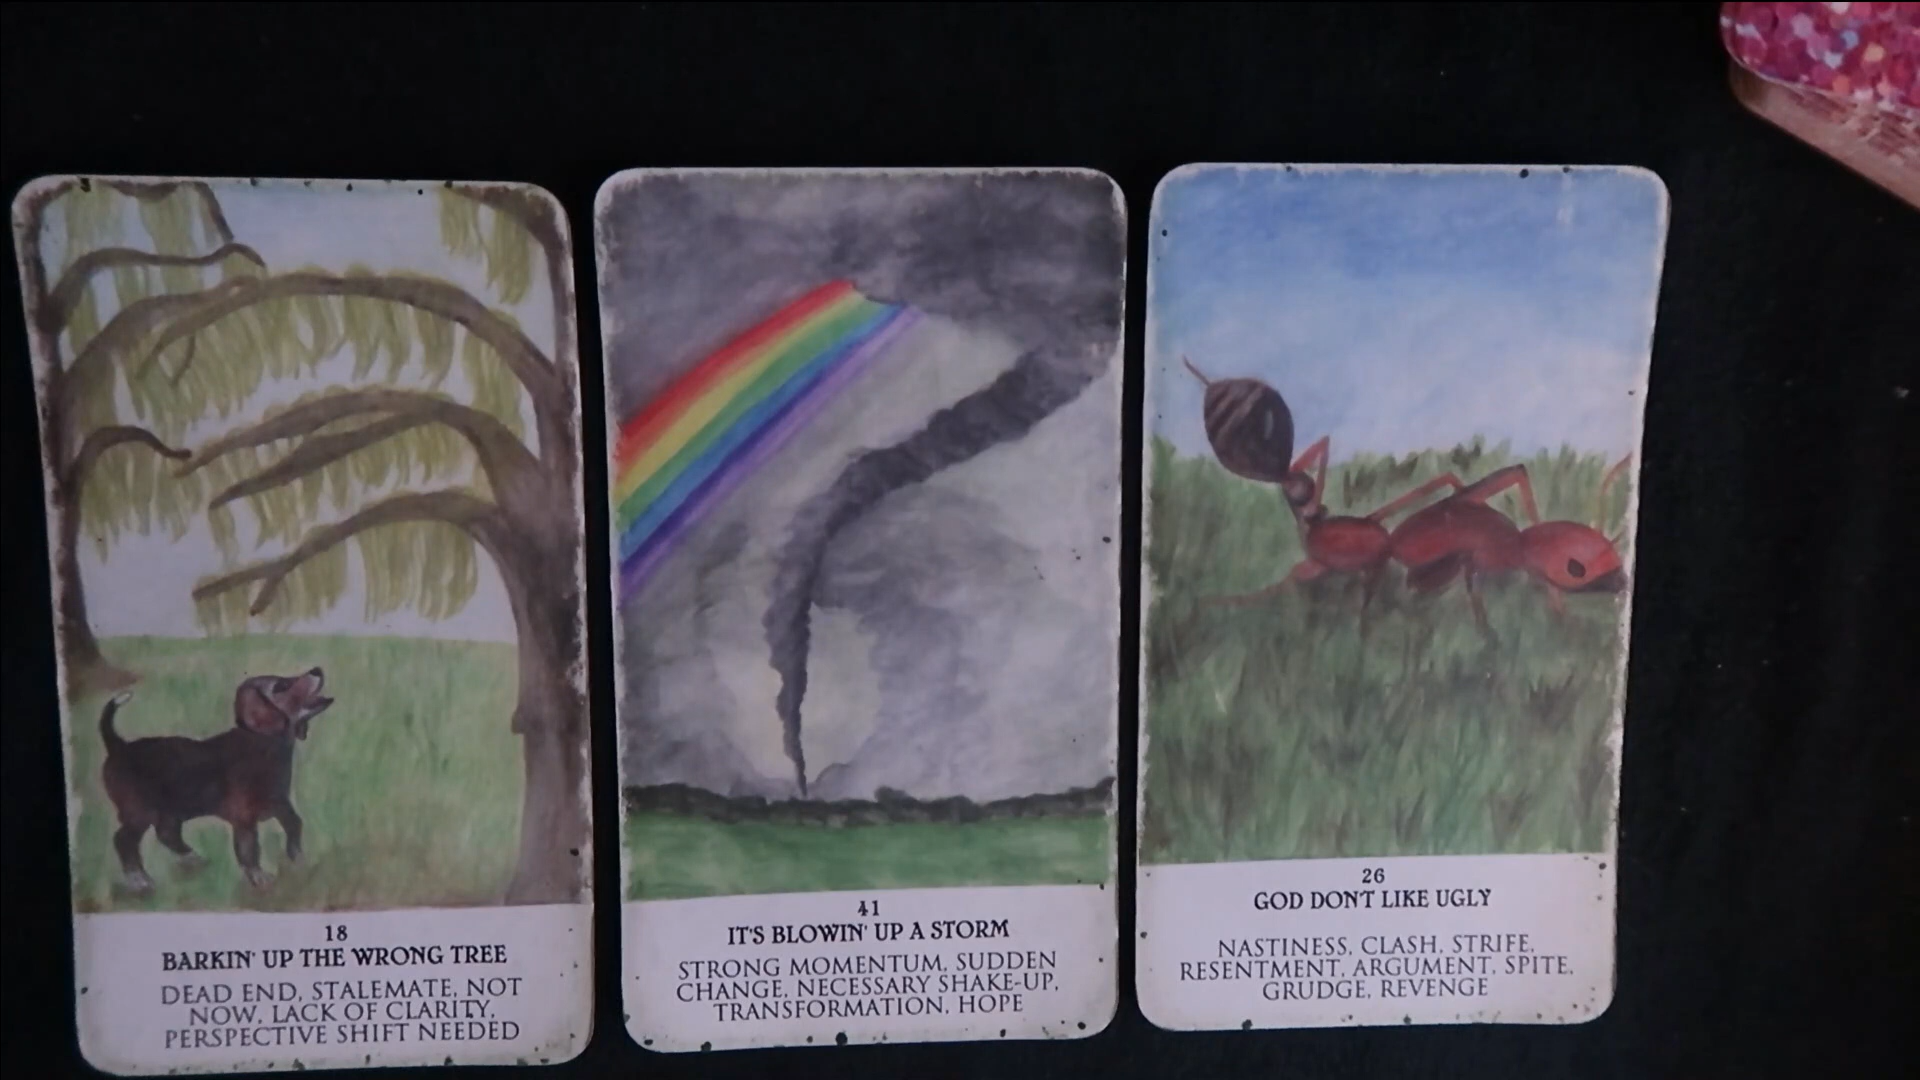 18
BARKIN' UP THE WRONG TREE
DEAD END, STALEMATE, NOT
NOW, LACK OF CLARITY,
PERSPECTIVE SHIFT NEEDED
41
IT'S BLOWIN' UP A STORM
STRONG MOMENTUM, SUDDEN
CHANGE, NECESSARY SHAKE-UP,
TRANSFORMATION, HOPE
26
GOD DON'T LIKE UGLY
NASTINESS, CLASH, STRIFE,
RESENTMENT, ARGUMENT, SPITE,
GRUDGE, REVENGE